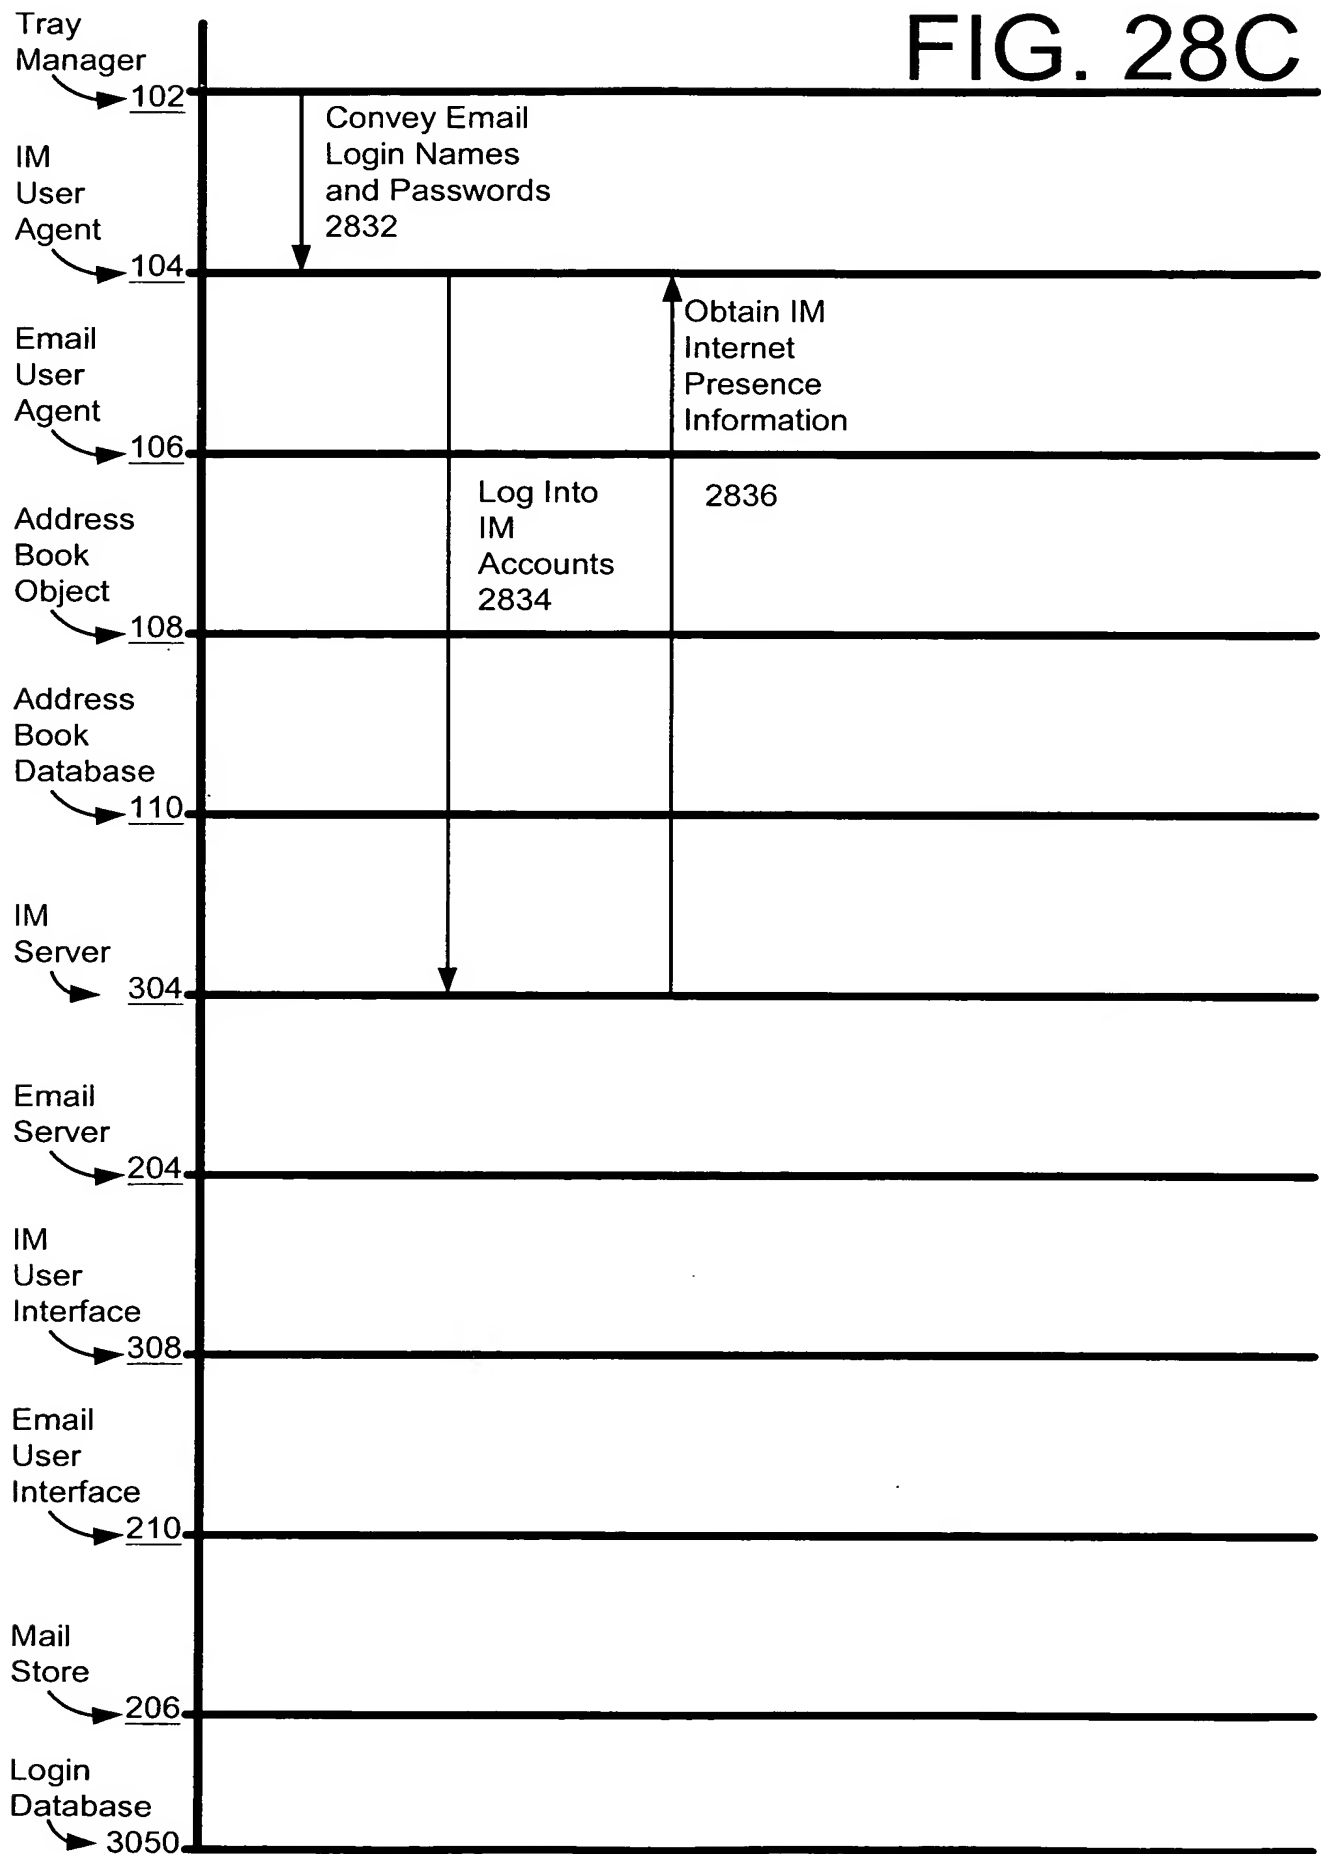 FIG. 28C
Tray
Manager
102
Convey Email
Login Names
and Passwords
2832
IM
User
Agent
104
Obtain IM
Internet
Presence
Information
2836
Email
User
Agent
106
Log Into
IM
Accounts
2834
Address
Book
Object
108
Address
Book
Database
110
IM
Server
304
Email
Server
204
IM
User
Interface
308
Email
User
Interface
210
Mail
Store
206
Login
Database
3050